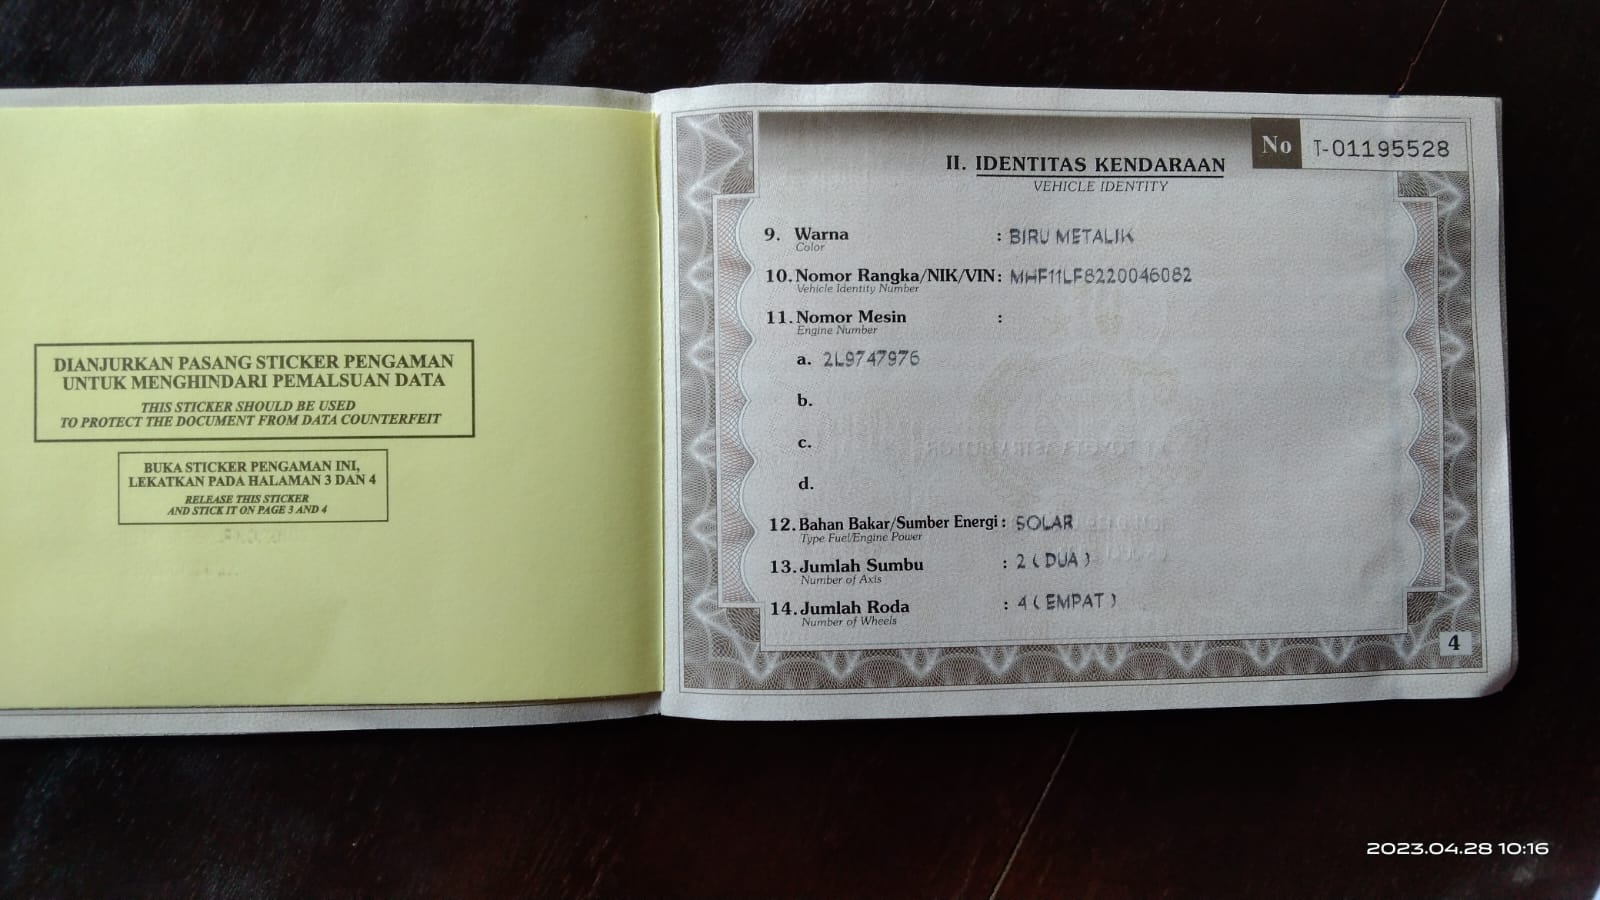 DIANJURKAN PASANG STICKER PENGAMAN
UNTUK MENGHINDARI PEMALSUAN DATA
THIS STICKER SHOULD BE USED
TO PROTECT THE DOCUMENT FROM DATA COUNTERFEIT
BUKA STICKER PENGAMAN INI,
LEKATKAN PADA HALAMAN 3 DAN 4
RELEASE THIS STICKER
AND STICK IT ON PAGE 3 AND 4
No T-01195528
II. IDENTITAS KENDARAAN
VEHICLE IDENTITY
9. Warna : BIRU METALIK
Color
10. Nomor Rangka/NIK/VIN : MHF11LF8220046082
Vehicle Identity Number
11. Nomor Mesin :
Engine Number
a. 2L9747976
b.
c.
d.
12. Bahan Bakar/Sumber Energi : SOLAR
Type Fuel/Engine Power
13. Jumlah Sumbu : 2 ( DUA )
Number of Axis
14. Jumlah Roda : 4 ( EMPAT )
Number of Wheels
4
2023.04.28 10:16